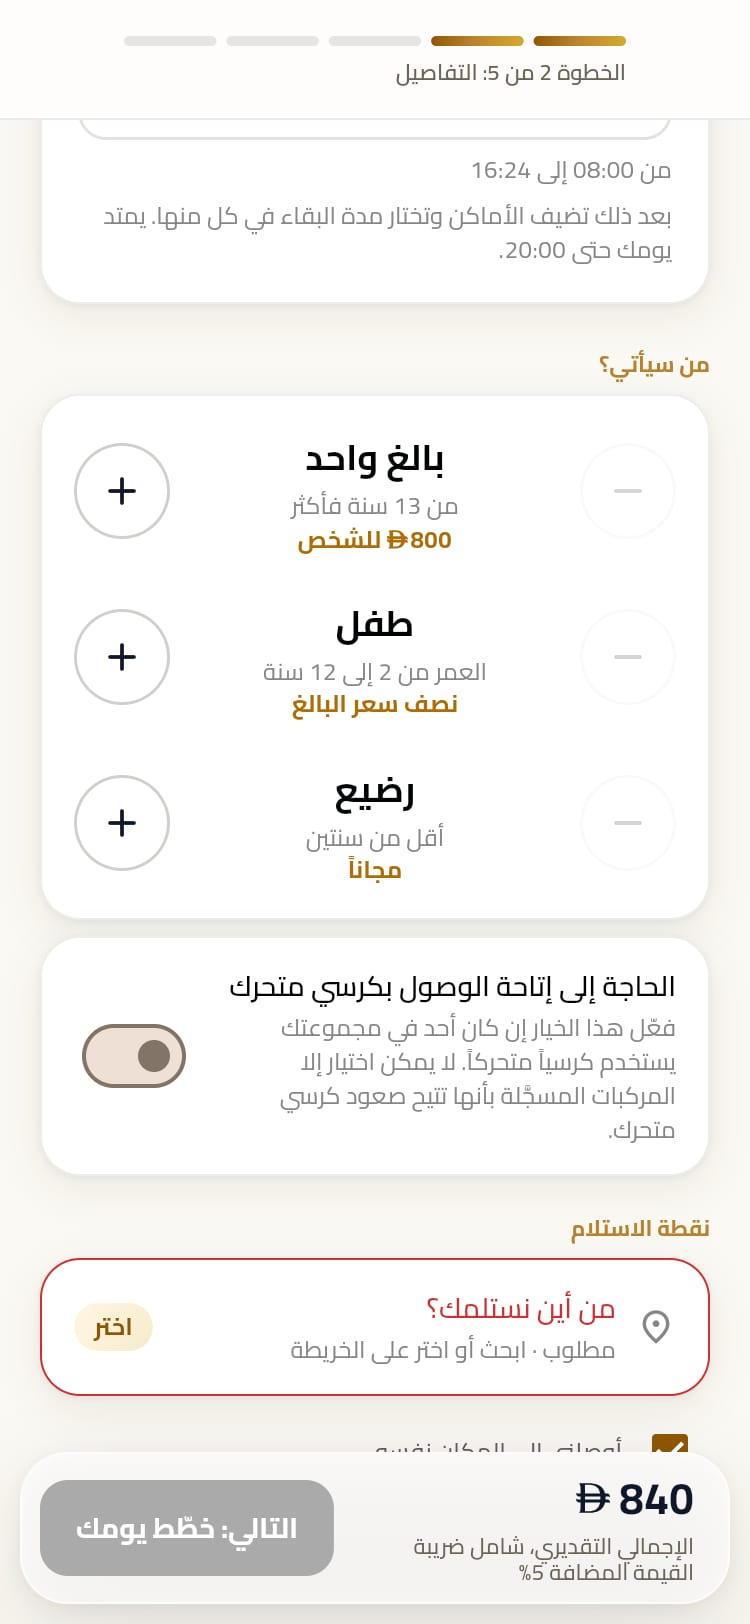 الخطوة 2 من 5: التفاصيل
من 08:00 إلى 16:24
بعد ذلك تضيف الأماكن وتختار مدة البقاء في كل منها. يمتد
يومك حتى 20:00.
من سيأتي؟
بالغ واحد
من 13 سنة فأكثر
800 للشخص
طفل
العمر من 2 إلى 12 سنة
نصف سعر البالغ
رضيع
أقل من سنتين
مجاناً
الحاجة إلى إتاحة الوصول بكرسي متحرك
فعّل هذا الخيار إن كان أحد في مجموعتك
يستخدم كرسياً متحركاً. لا يمكن اختيار إلا
المركبات المسجَّلة بأنها تتيح صعود كرسي
متحرك.
نقطة الاستلام
من أين نستلمك؟
مطلوب · ابحث أو اختر على الخريطة
اختر
أوصلني إلى المكان نفسه
840
الإجمالي التقديري، شامل ضريبة
القيمة المضافة 5%
التالي: خطّط يومك